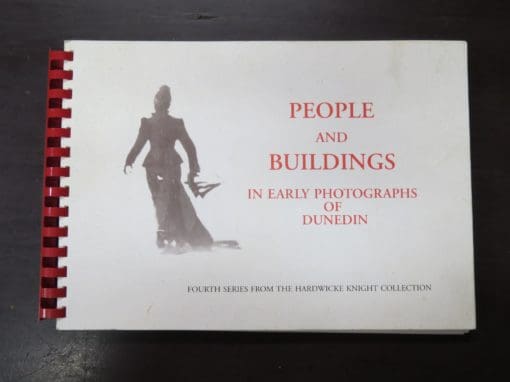 PEOPLE
AND
BUILDINGS
IN EARLY PHOTOGRAPHS
OF
DUNEDIN
FOURTH SERIES FROM THE HARDWICKE KNIGHT COLLECTION